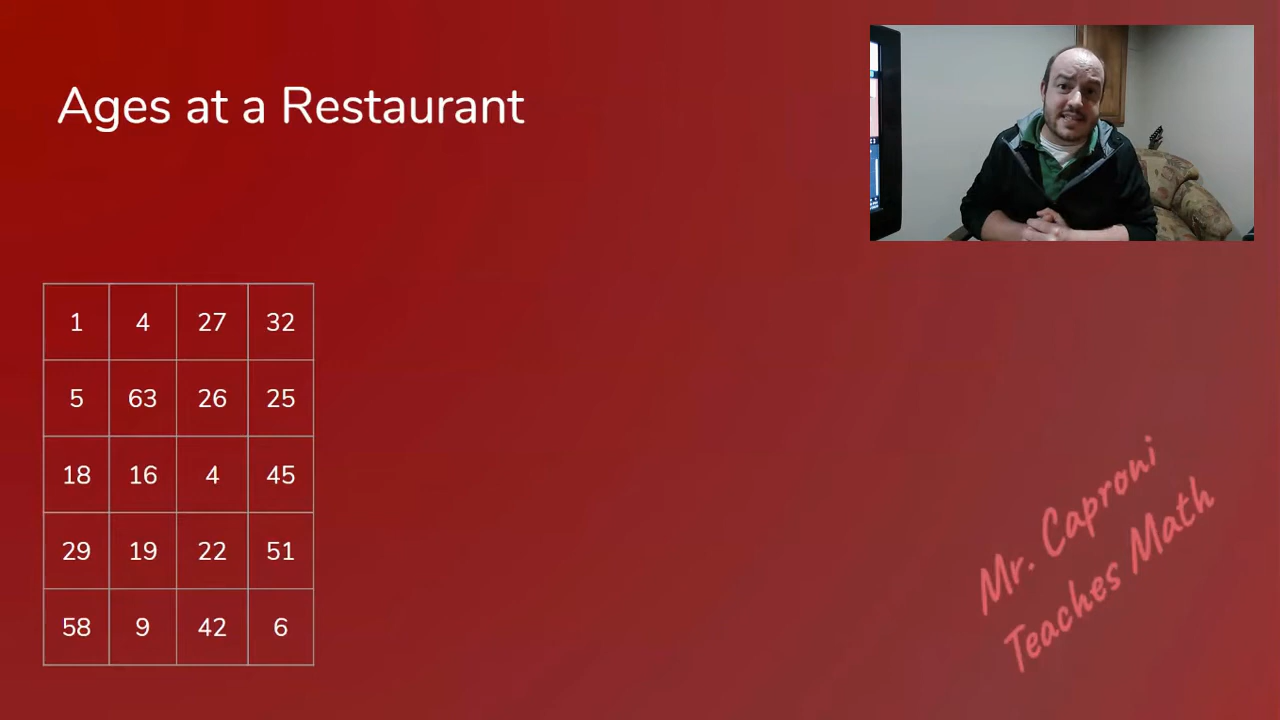 Ages at a Restaurant
1 4 27 32
5 63 26 25
18 16 4 45
29 19 22 51
58 9 42 6
Mr. Caproni
Teaches Math